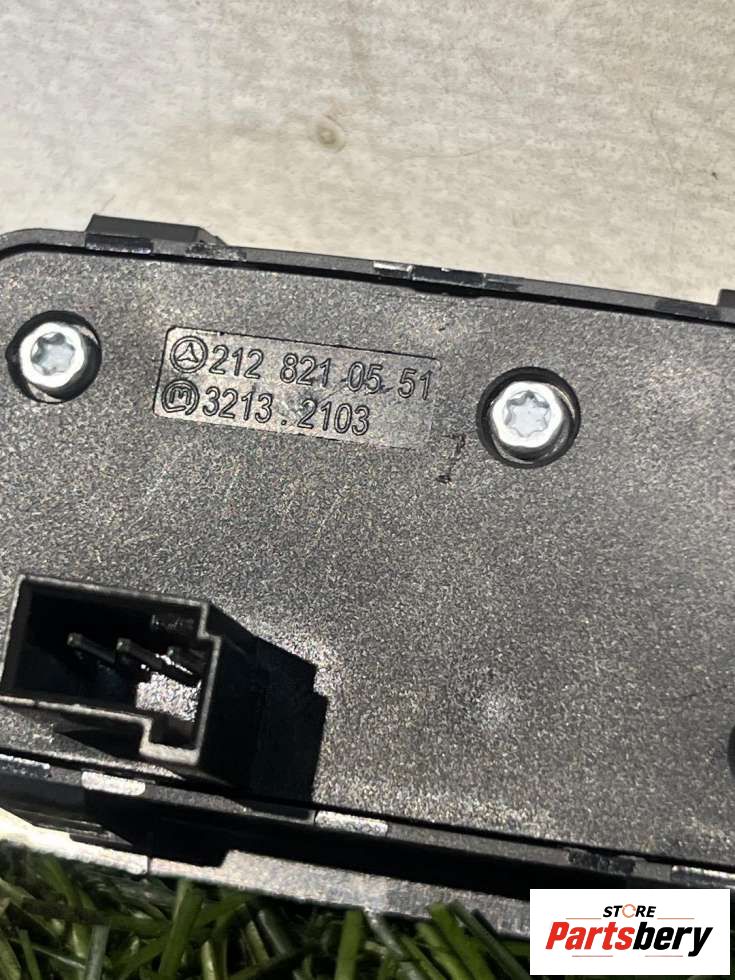 212 821 05 51
M 3213 . 2103
STORE
Partsbery